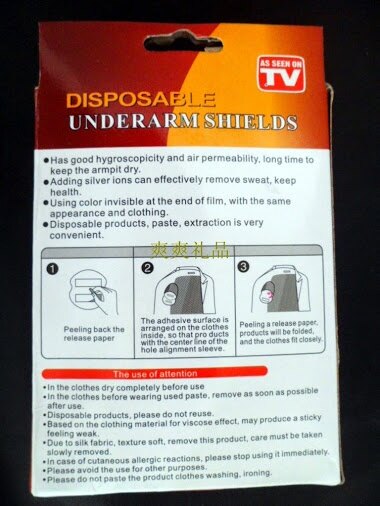 AS SEEN ON
TV
DISPOSABLE
UNDERARM SHIELDS
●Has good hygroscopicity and air permeability, long time to
keep the armpit dry.
●Adding silver ions can effectively remove sweat, keep
health.
●Using color invisible at the end of film, with the same
appearance and clothing.
●Disposable products, paste, extraction is very
convenient.
爽爽礼品
1
Peeling back the
release paper
2
The adhesive surface is
arranged on the clothes
inside, so that pro ducts
with the center line of the
hole alignment sleeve.
3
Peeling a release paper,
products will be folded,
and the clothes fit closely.
The use of attention
•In the clothes dry completely before use
•In the clothes before wearing used paste, remove as soon as possible
after use.
•Disposable products, please do not reuse.
•Based on the clothing material for viscose effect, may produce a sticky
feeling weak.
•Due to silk fabric, texture soft, remove this product, care must be taken
slowly removed.
•In case of cutaneous allergic reactions, please stop using it immediately.
•Please avoid the use for other purposes.
•Please do not paste the product clothes washing, ironing.